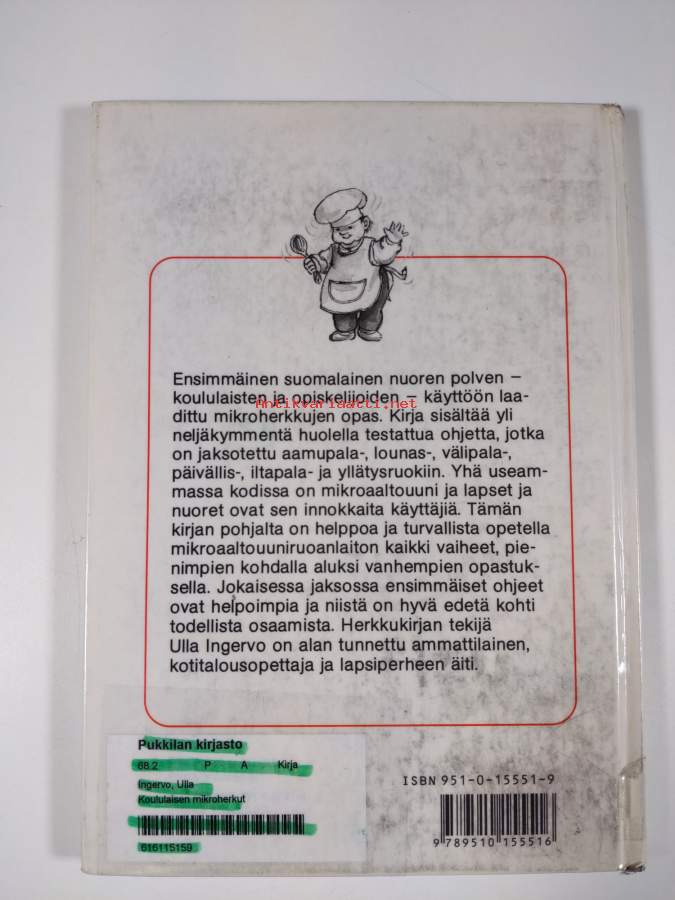 Ensimmäinen suomalainen nuoren polven –
koululaisten ja opiskelijoiden – käyttöön laa-
dittu mikroherkkujen opas. Kirja sisältää yli
neljäkymmentä huolella testattua ohjetta, jotka
on jaksotettu aamupala-, lounas-, välipala-,
päivällis-, iltapala- ja yllätysruokiin. Yhä useam-
massa kodissa on mikroaaltouuni ja lapset ja
nuoret ovat sen innokkaita käyttäjiä. Tämän
kirjan pohjalta on helppoa ja turvallista opetella
mikroaaltouuniruoanlaiton kaikki vaiheet, pie-
nimpien kohdalla aluksi vanhempien opastuk-
sella. Jokaisessa jaksossa ensimmäiset ohjeet
ovat helpoimpia ja niistä on hyvä edetä kohti
todellista osaamista. Herkkukirjan tekijä
Ulla Ingervo on alan tunnettu ammattilainen,
kotitalousopettaja ja lapsiperheen äiti.
Antikvariaatti.net
Pukkilan kirjasto
68.2 P A Kirja
Ingervo, Ulla
Koululaisen mikroherkut
616115159
ISBN 951-0-15551-9
9 789510 155516